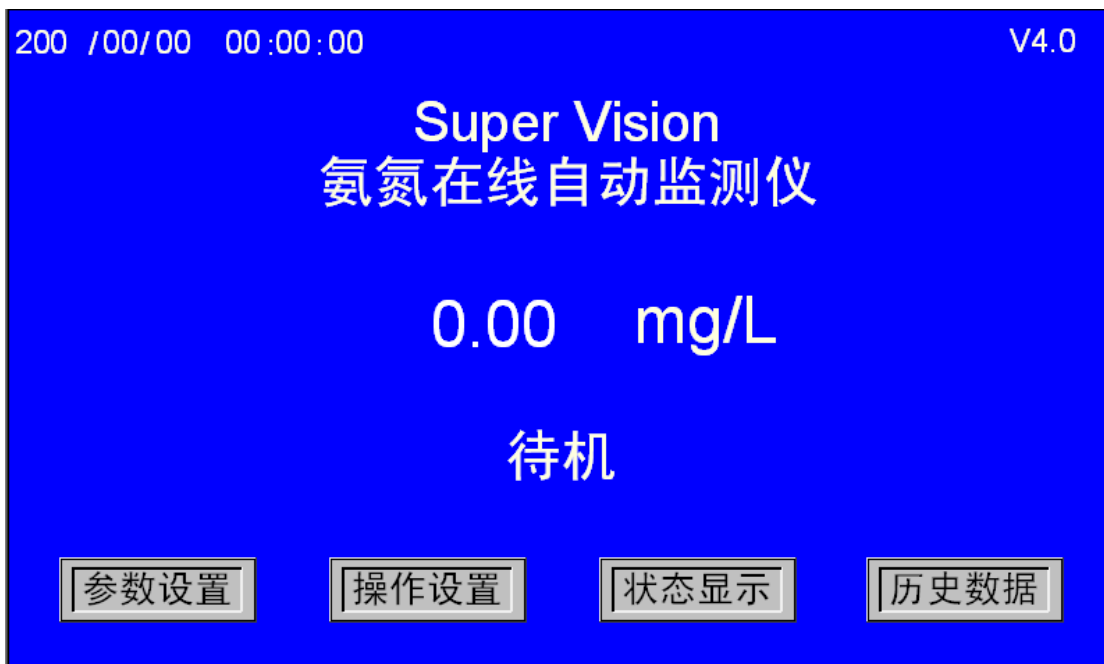 200 /00/00 00:00:00 V4.0
Super Vision
氨氮在线自动监测仪
0.00 mg/L
待机
参数设置 操作设置 状态显示 历史数据